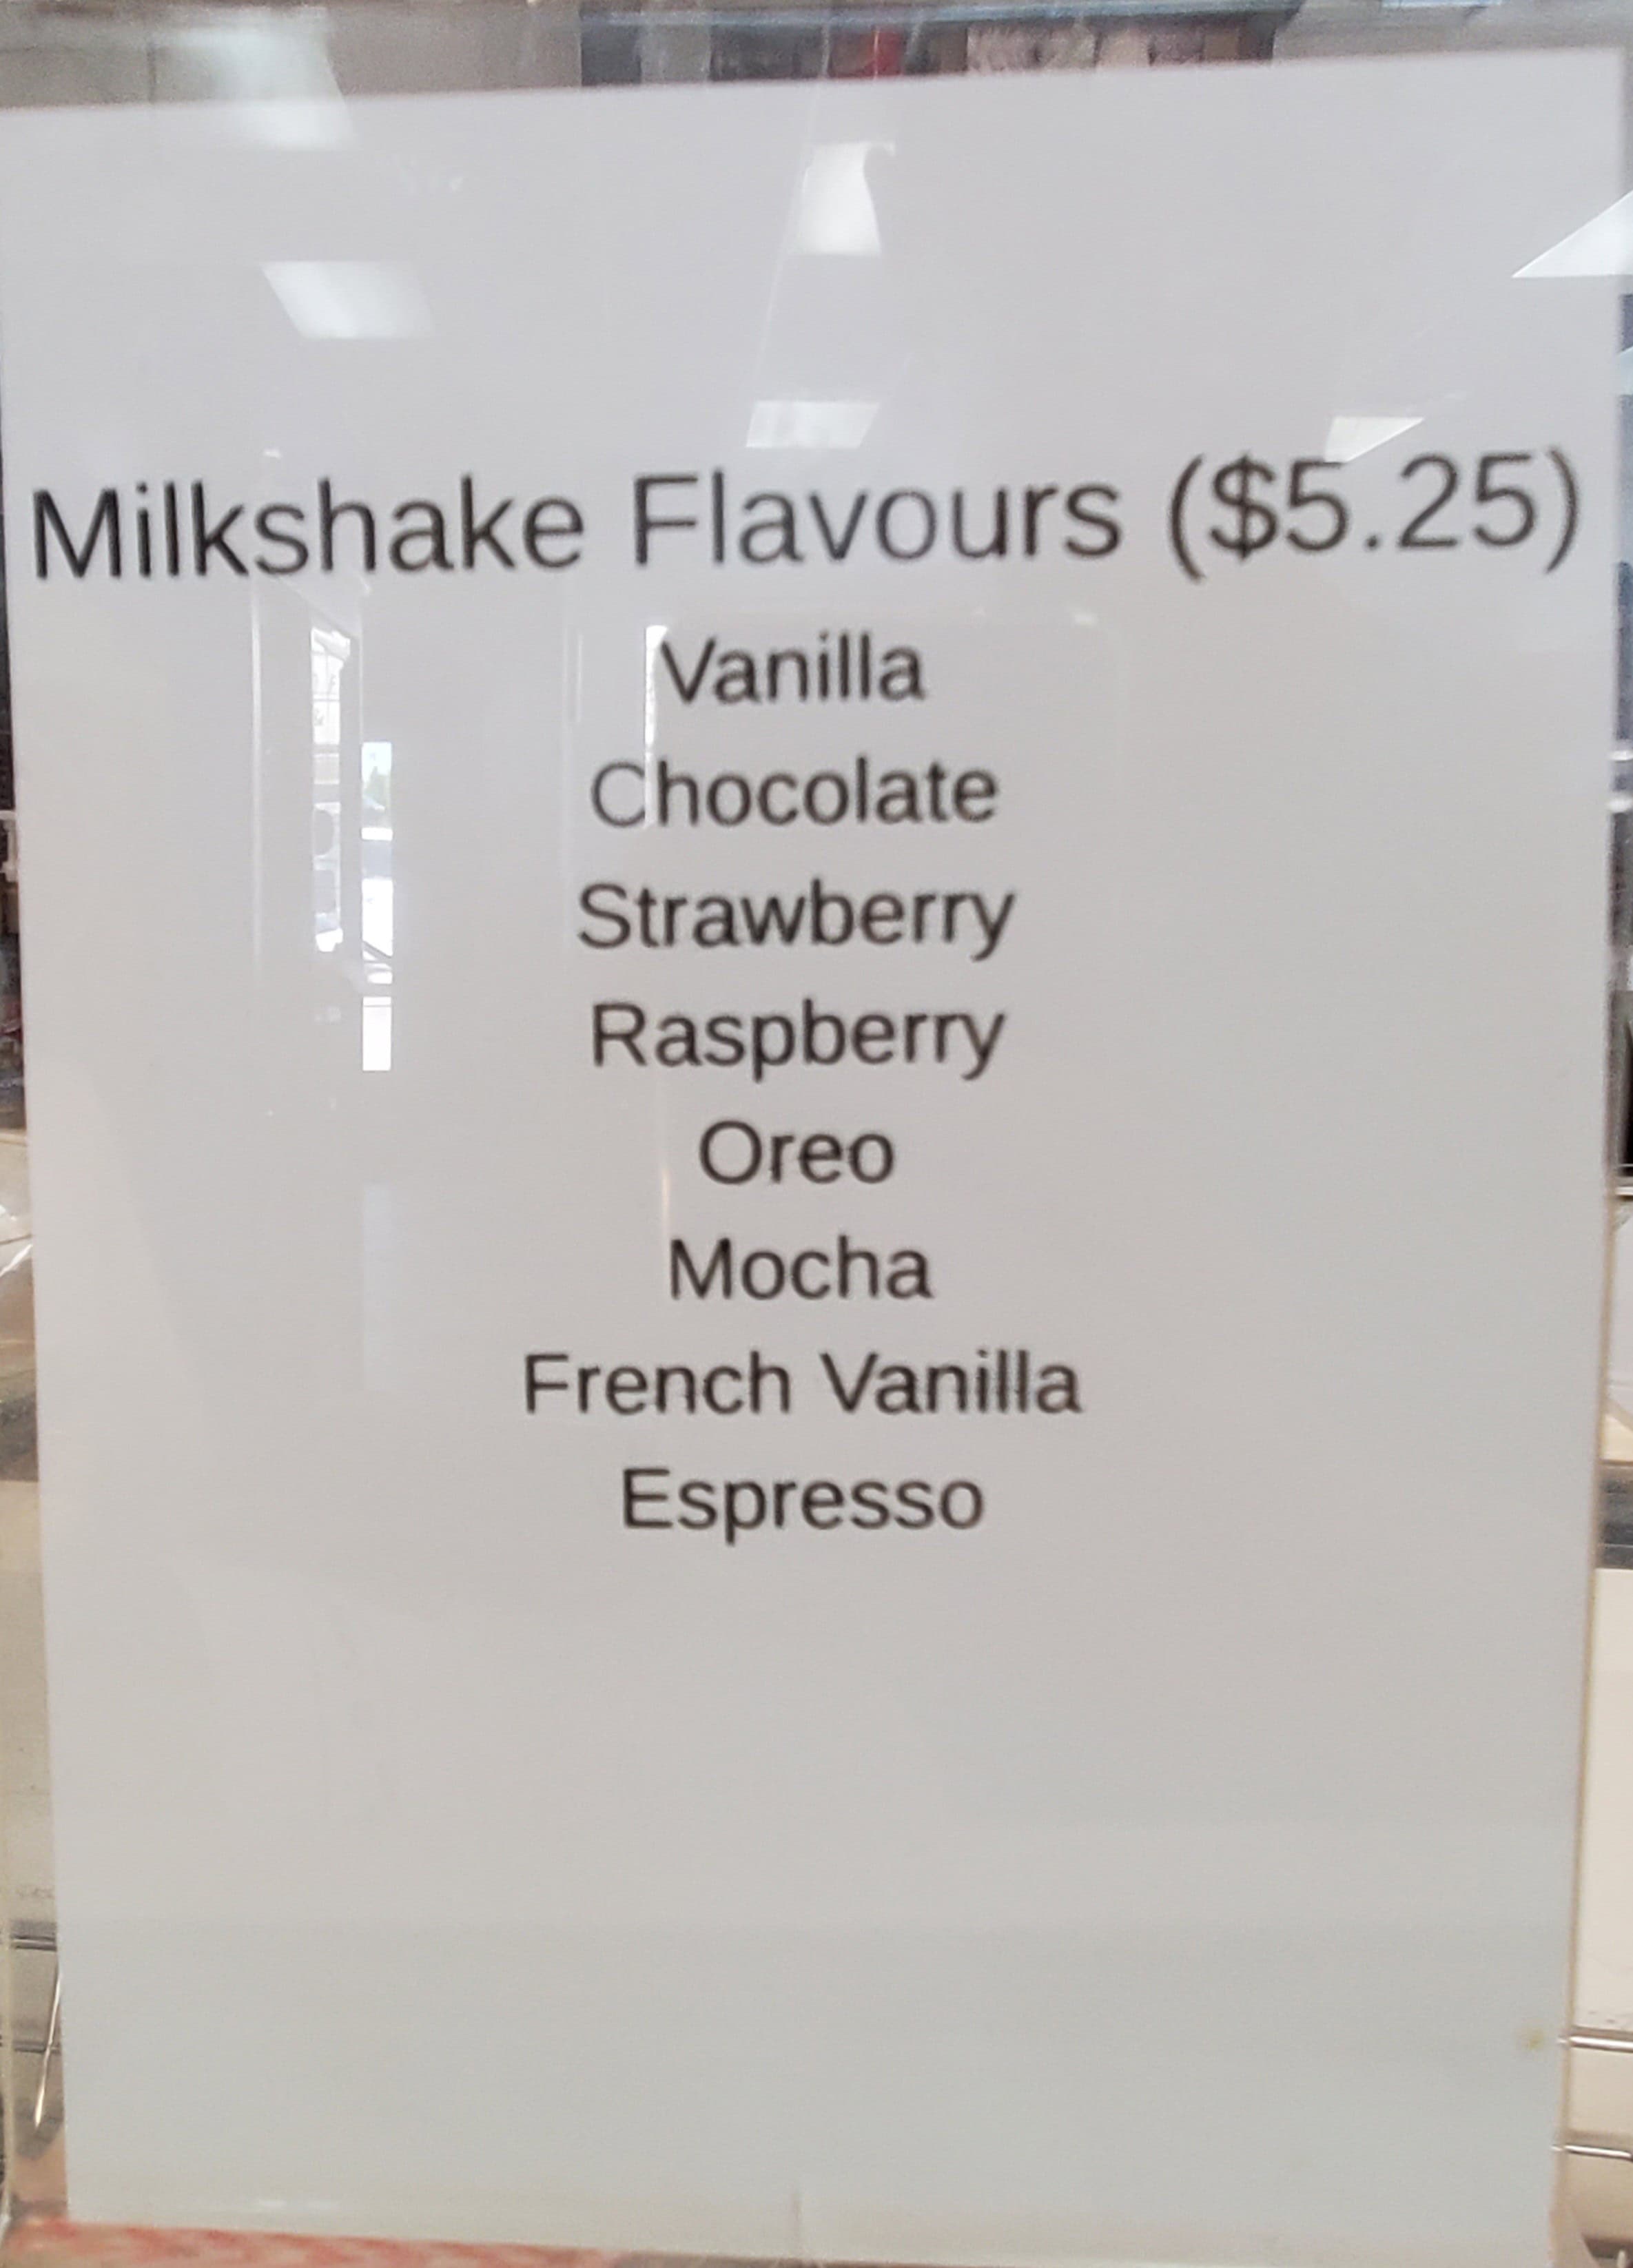 Milkshake Flavours ($5.25)
Vanilla
Chocolate
Strawberry
Raspberry
Oreo
Mocha
French Vanilla
Espresso